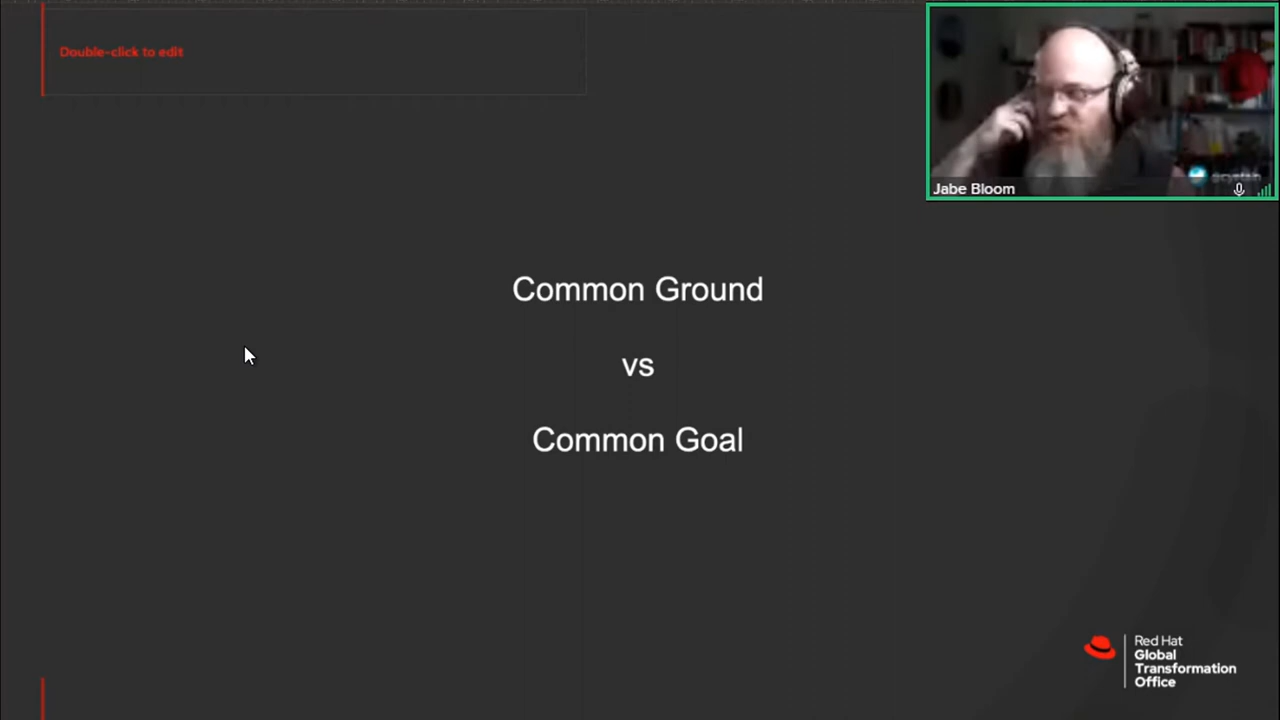 Double-click to edit
Jabe Bloom
Common Ground
vs
Common Goal
Red Hat
Global
Transformation
Office